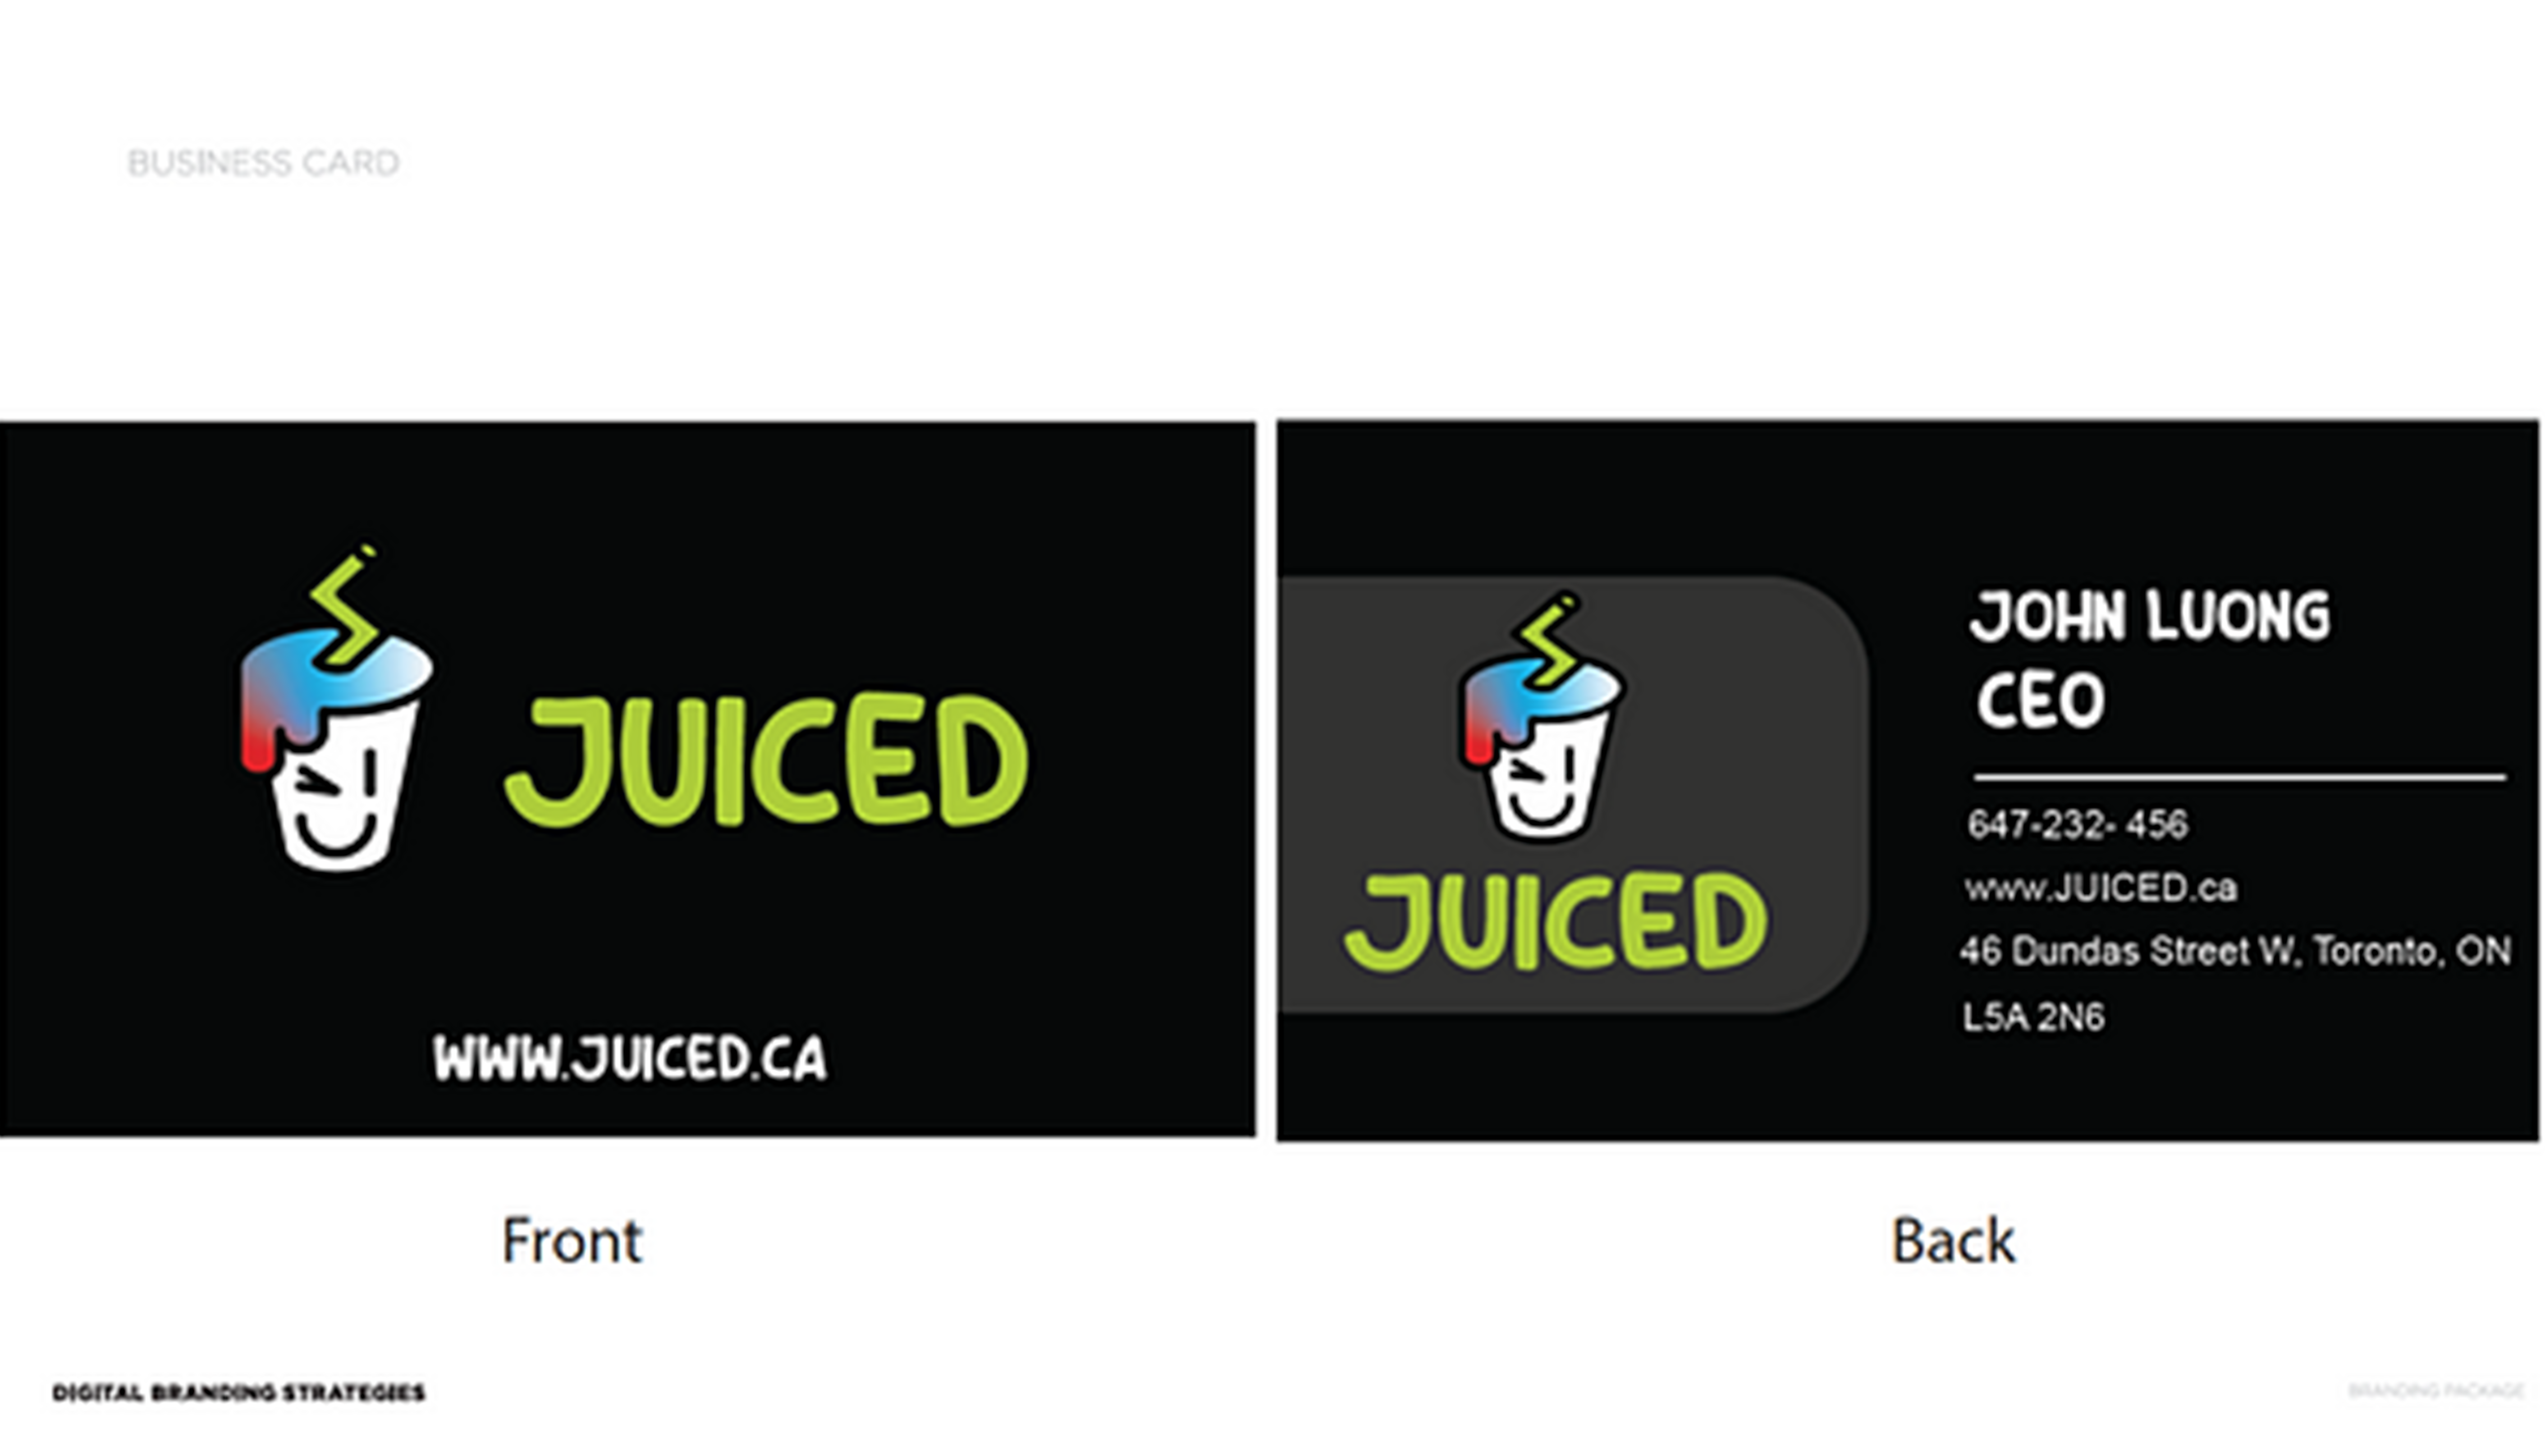 BUSINESS CARD
JUICED
WWW.JUICED.CA
JUICED
JOHN LUONG
CEO
647-232- 456
www.JUICED.ca
46 Dundas Street W, Toronto, ON
L5A 2N6
Front
Back
DIGITAL BRANDING STRATEGIES
BRANDING PACKAGE